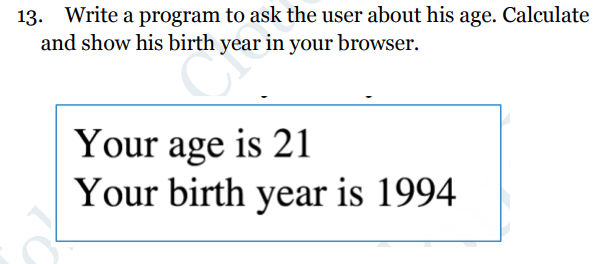 13. Write a program to ask the user about his age. Calculate
and show his birth year in your browser.
Your age is 21
Your birth year is 1994